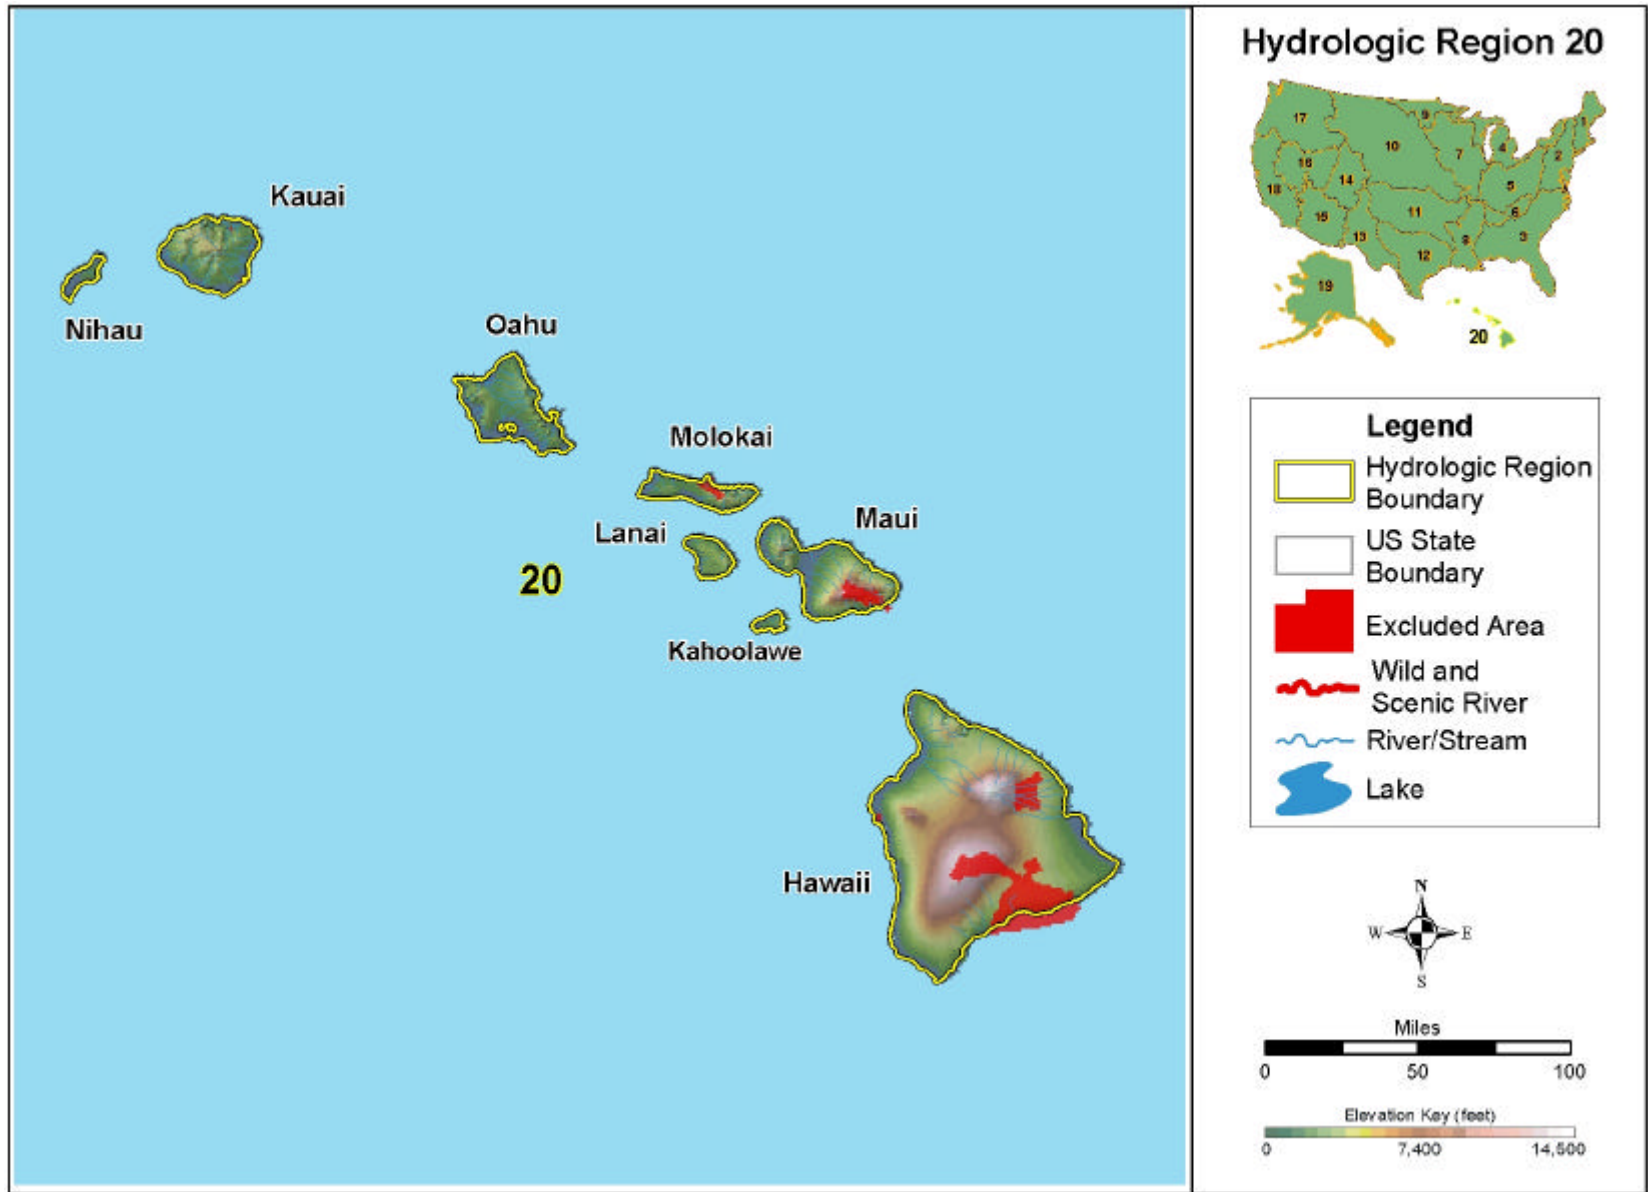 Kauai
Nihau
Oahu
Molokai
Lanai
Maui
20
Kahoolawe
Hawaii
Hydrologic Region 20
17
9
1
10
7
4
2
16
14
5
18
11
6
15
13
8
3
12
19
20
Legend
Hydrologic Region
Boundary
US State
Boundary
Excluded Area
Wild and
Scenic River
River/Stream
Lake
N
W E
S
Miles
0 50 100
Elevation Key (feet)
0 7,400 14,500